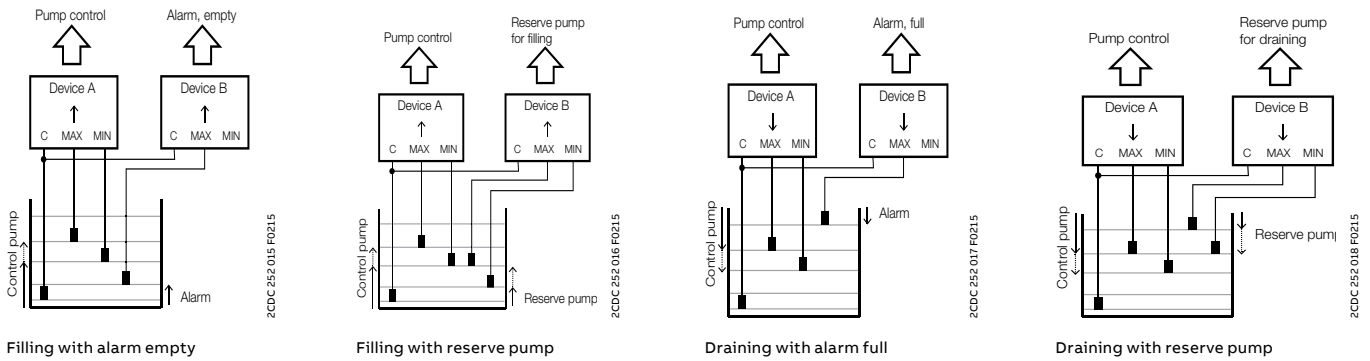 Pump control
Alarm, empty
Device A
Device B
C MAX MIN
C MAX MIN
Control pump
Alarm
2CDC 252 015 F0215
Filling with alarm empty
Pump control
Reserve pump
for filling
Device A
Device B
C MAX MIN
C MAX MIN
Control pump
Reserve pump
2CDC 252 016 F0215
Filling with reserve pump
Pump control
Alarm, full
Device A
Device B
C MAX MIN
C MAX MIN
Control pump
Alarm
2CDC 252 017 F0215
Draining with alarm full
Pump control
Reserve pump
for draining
Device A
Device B
C MAX MIN
C MAX MIN
Control pump
Reserve pump
2CDC 252 018 F0215
Draining with reserve pump